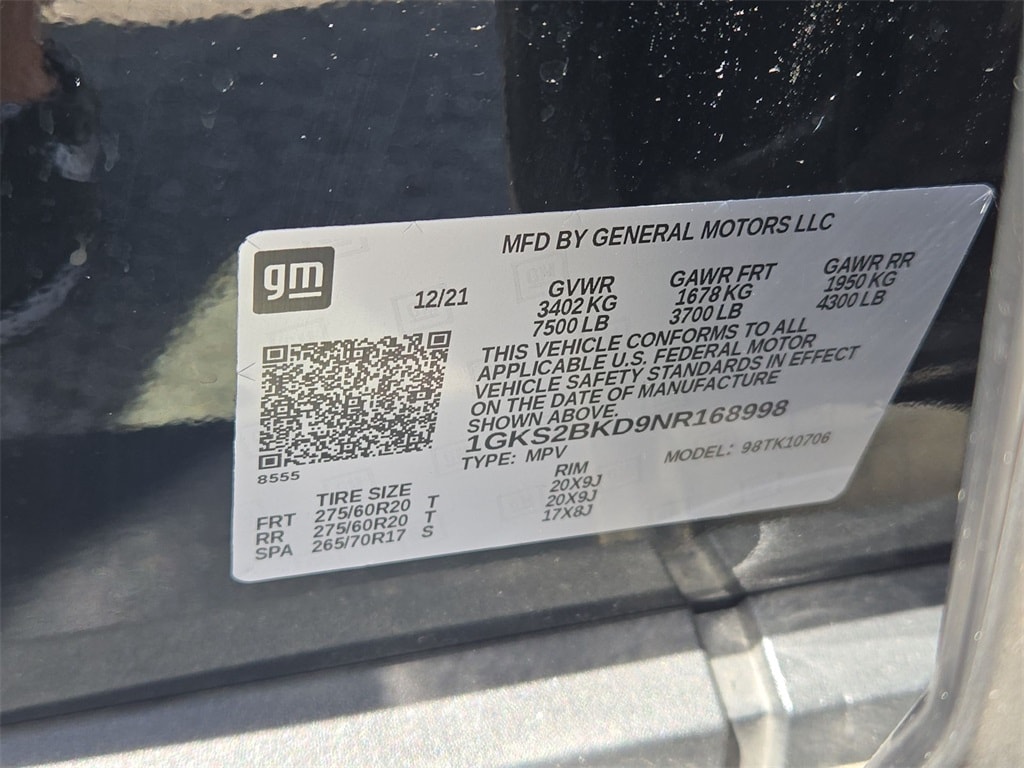 MFD BY GENERAL MOTORS LLC
gm
12/21
GVWR GAWR FRT GAWR RR
3402 KG 1678 KG 1950 KG
7500 LB 3700 LB 4300 LB
THIS VEHICLE CONFORMS TO ALL
APPLICABLE U.S. FEDERAL MOTOR
VEHICLE SAFETY STANDARDS IN EFFECT
ON THE DATE OF MANUFACTURE
SHOWN ABOVE.
1GKS2BKD9NR168998
TYPE: MPV MODEL: 98TK10706
8555
TIRE SIZE RIM
FRT 275/60R20 T 20X9J
RR 275/60R20 T 20X9J
SPA 265/70R17 S 17X8J